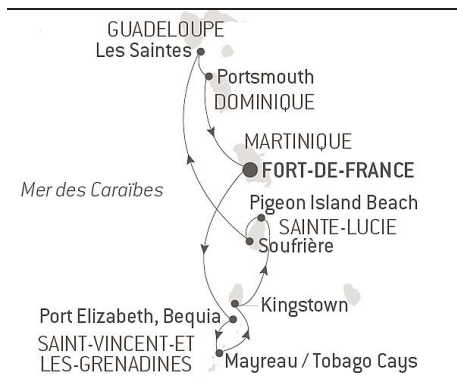 GUADELOUPE
Les Saintes
Portsmouth
DOMINIQUE
MARTINIQUE
FORT-DE-FRANCE
Mer des Caraïbes
Pigeon Island Beach
SAINTE-LUCIE
Soufrière
Kingstown
Port Elizabeth, Bequia
SAINT-VINCENT-ET
LES-GRENADINES
Mayreau / Tobago Cays